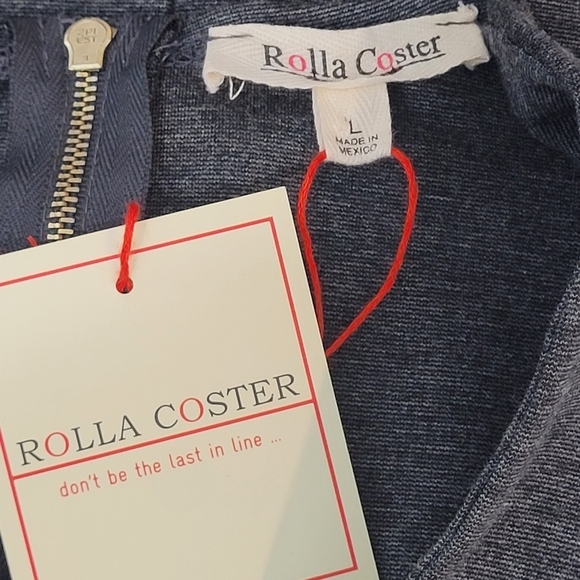 Rolla Coster
L
MADE IN
MEXICO
ROLLA COSTER
don't be the last in line ...